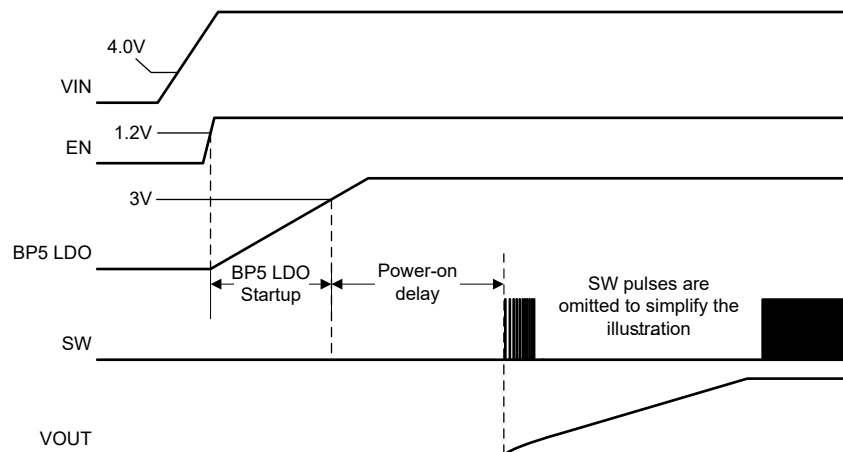 4.0V
VIN
1.2V
EN
3V
BP5 LDO
BP5 LDO
Startup
Power-on
delay
SW pulses are
omitted to simplify the
illustration
SW
VOUT